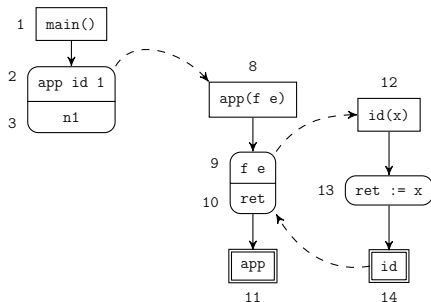 1 main()
2 app id 1
3 n1
8
app(f e)
9 f e
10 ret
app
11
12
id(x)
13 ret := x
id
14